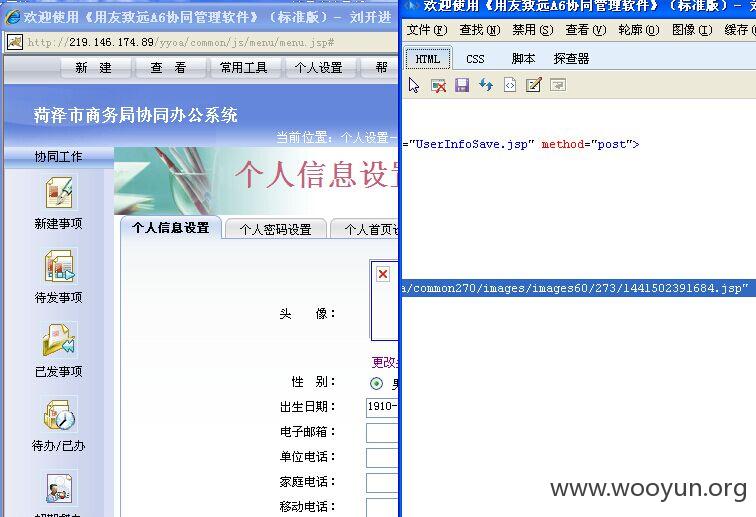 欢迎使用《用友致远A6协同管理软件》(标准版)- 刘开进
http://219.146.174.89/yyoa/common/js/menu/menu.jsp#
新 建
查 看
常用工具
个人设置
帮
菏泽市商务局协同办公系统
当前位置：个人设置
协同工作
个人信息设置
新建事项
待发事项
已发事项
待办/已办
个人信息设置
个人密码设置
个人首页
头 像：
更改
性 别：
男
出生日期：
1910-
电子邮箱：
单位电话：
家庭电话：
移动电话：
欢迎使用《用友致远A6协同管理软件》(标准版)-
文件(F) 查找(N) 禁用(S) 查看(V) 轮廓(O) 图像(I) 缓存
HTML CSS 脚本 探查器
="UserInfoSave.jsp" method="post">
a/common270/images/images60/273/1441502391684.jsp"
www.wooyun.org